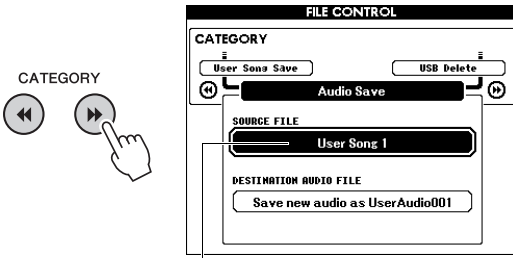 FILE CONTROL
CATEGORY
User Song Save
USB Delete
CATEGORY
Audio Save
SOURCE FILE
User Song 1
DESTINATION AUDIO FILE
Save new audio as UserAudio001